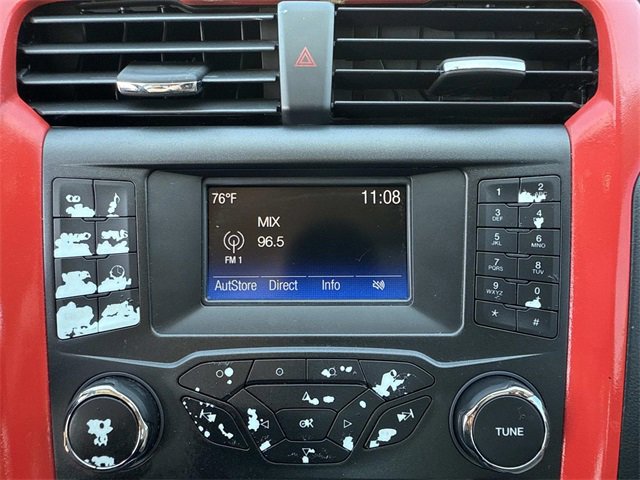 76°F 11:08
MIX
96.5
FM 1
AutStore Direct Info
1 2 ABC
3 DEF 4
5 JKL 6 MNO
7 PQRS 8 TUV
9 WXYZ 0
* #
OK
TUNE